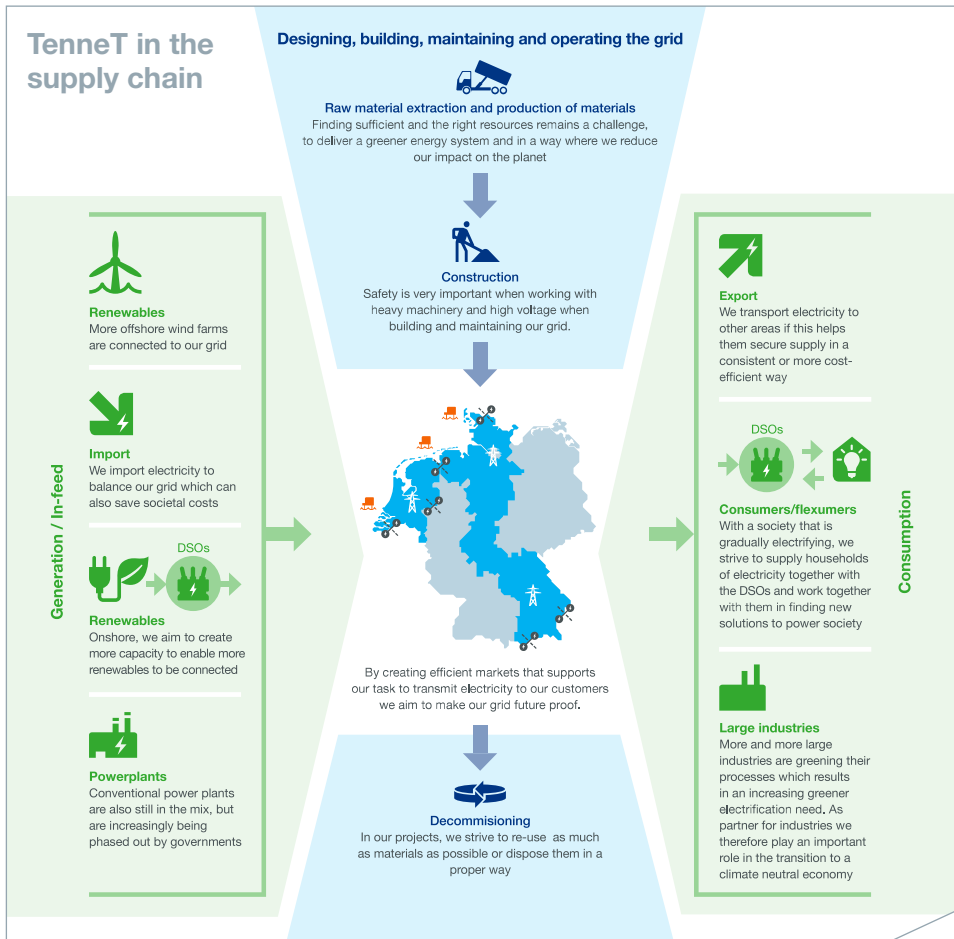 TenneT in the
supply chain
Designing, building, maintaining and operating the grid
Raw material extraction and production of materials
Finding sufficient and the right resources remains a challenge,
to deliver a greener energy system and in a way where we reduce
our impact on the planet
Construction
Safety is very important when working with
heavy machinery and high voltage when
building and maintaining our grid.
By creating efficient markets that supports
our task to transmit electricity to our customers
we aim to make our grid future proof.
Decommisioning
In our projects, we strive to re-use as much
as materials as possible or dispose them in a
proper way
Generation / In-feed
Renewables
More offshore wind farms
are connected to our grid
Import
We import electricity to
balance our grid which can
also save societal costs
DSOs
Renewables
Onshore, we aim to create
more capacity to enable more
renewables to be connected
Powerplants
Conventional power plants
are also still in the mix, but
are increasingly being
phased out by governments
Consumption
Export
We transport electricity to
other areas if this helps
them secure supply in a
consistent or more cost-
efficient way
DSOs
Consumers/flexumers
With a society that is
gradually electrifying, we
strive to supply households
of electricity together with
the DSOs and work together
with them in finding new
solutions to power society
Large industries
More and more large
industries are greening their
processes which results
in an increasing greener
electrification need. As
partner for industries we
therefore play an important
role in the transition to a
climate neutral economy